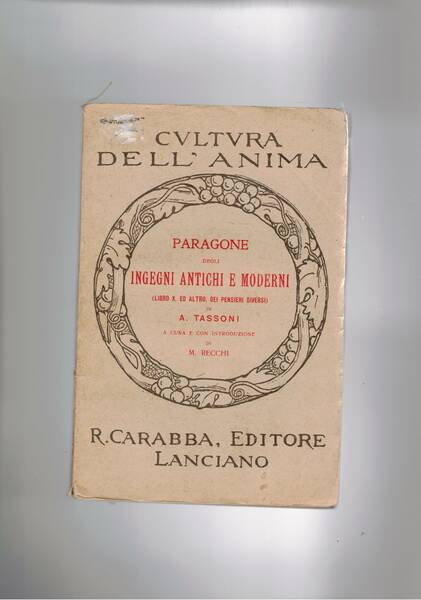 CVLTVRA
DELL'ANIMA
PARAGONE
DEGLI
INGEGNI ANTICHI E MODERNI
(LIBRO X. ED ALTRO, DEI PENSIERI DIVERSI)
DI
A. TASSONI
A CURA E CON INTRODUZIONE
DI
M. RECCHI
R. CARABBA, EDITORE
LANCIANO